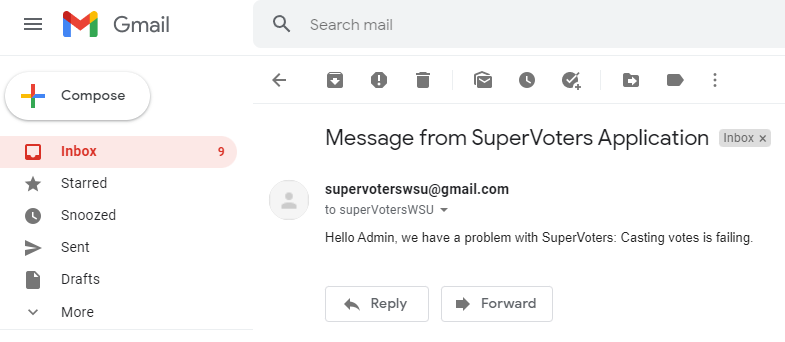 Gmail
Search mail
Compose
Inbox 9
Starred
Snoozed
Sent
Drafts
More
Message from SuperVoters Application Inbox ×
supervoterswsu@gmail.com
to superVotersWSU
Hello Admin, we have a problem with SuperVoters: Casting votes is failing.
Reply Forward